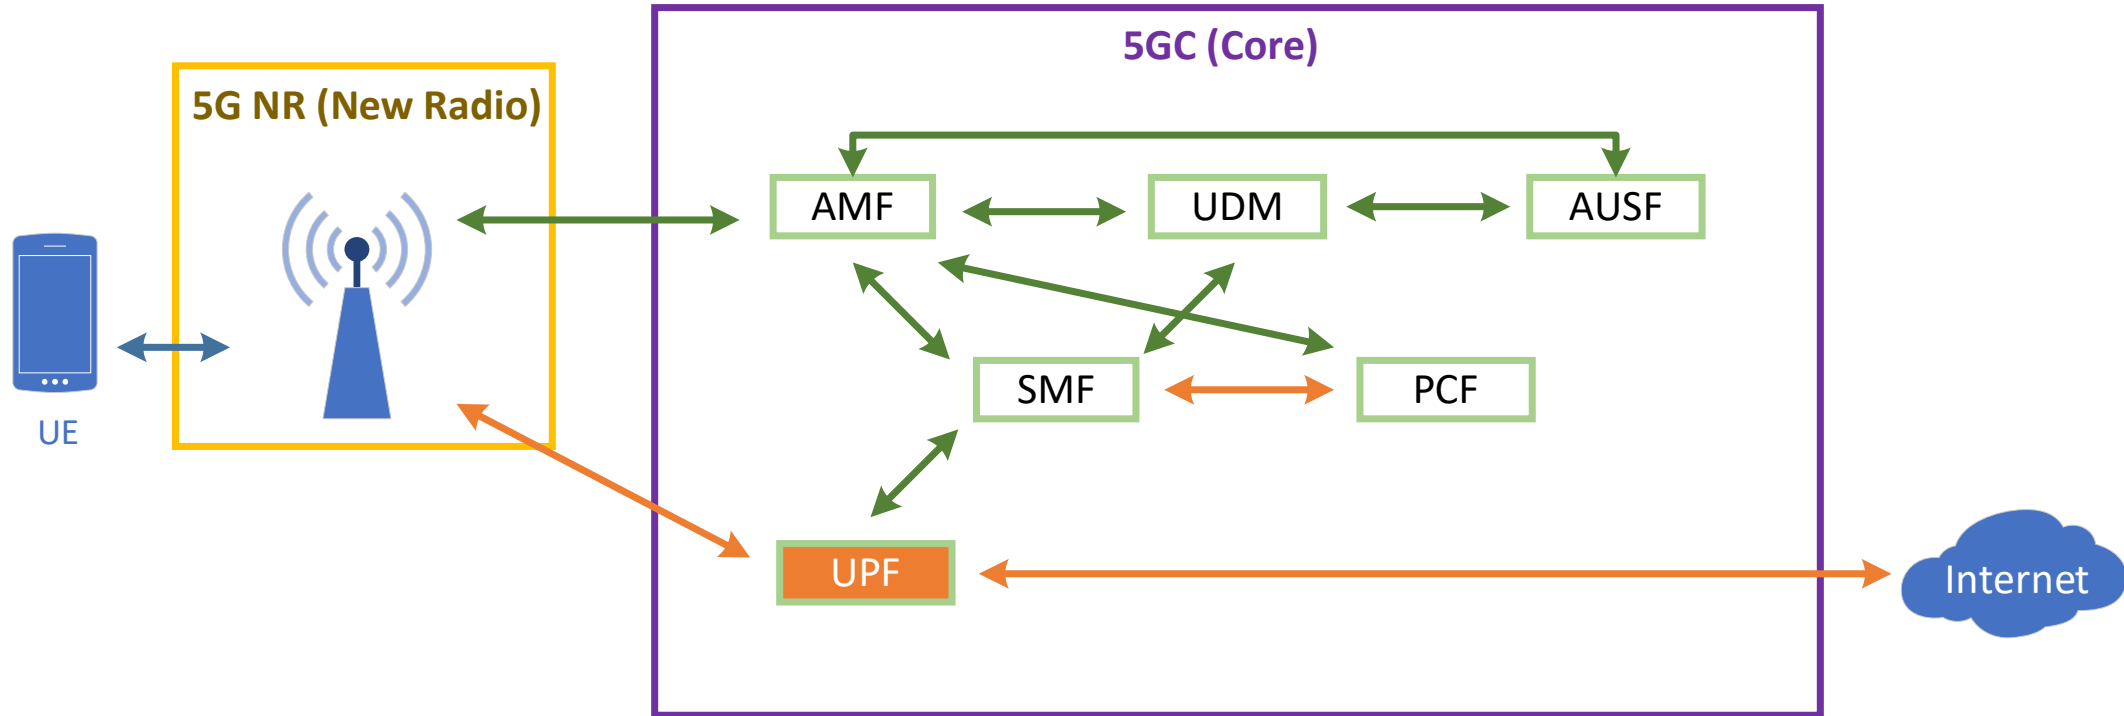 5GC (Core)
5G NR (New Radio)
AMF
UDM
AUSF
SMF
PCF
UE
UPF
Internet